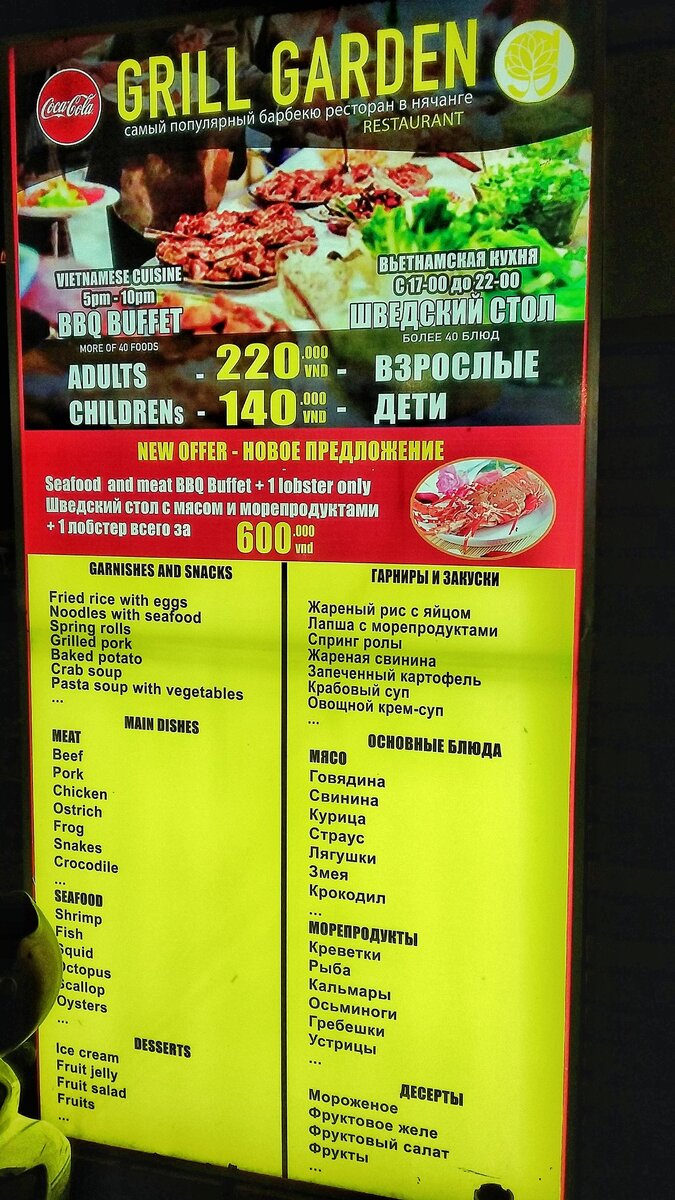 Coca-Cola
GRILL GARDEN
самый популярный барбекю ресторан в нячанге
RESTAURANT
VIETNAMESE CUISINE
5pm - 10pm
BBQ BUFFET
MORE OF 40 FOODS
ВЬЕТНАМСКАЯ КУХНЯ
С 17-00 до 22-00
ШВЕДСКИЙ СТОЛ
БОЛЕЕ 40 БЛЮД
ADULTS - 220.000 VND - ВЗРОСЛЫЕ
CHILDRENs - 140.000 VND - ДЕТИ
NEW OFFER - НОВОЕ ПРЕДЛОЖЕНИЕ
Seafood and meat BBQ Buffet + 1 lobster only
Шведский стол с мясом и морепродуктами
+ 1 лобстер всего за 600.000 vnd
GARNISHES AND SNACKS
Fried rice with eggs
Noodles with seafood
Spring rolls
Grilled pork
Baked potato
Crab soup
Pasta soup with vegetables
...
MAIN DISHES
MEAT
Beef
Pork
Chicken
Ostrich
Frog
Snakes
Crocodile
...
SEAFOOD
Shrimp
Fish
Squid
Octopus
Scallop
Oysters
...
DESSERTS
Ice cream
Fruit jelly
Fruit salad
Fruits
...
ГАРНИРЫ И ЗАКУСКИ
Жареный рис с яйцом
Лапша с морепродуктами
Спринг ролы
Жареная свинина
Запеченный картофель
Крабовый суп
Овощной крем-суп
...
ОСНОВНЫЕ БЛЮДА
МЯСО
Говядина
Свинина
Курица
Страус
Лягушки
Змея
Крокодил
...
МОРЕПРОДУКТЫ
Креветки
Рыба
Кальмары
Осьминоги
Гребешки
Устрицы
...
ДЕСЕРТЫ
Мороженое
Фруктовое желе
Фруктовый салат
Фрукты
...